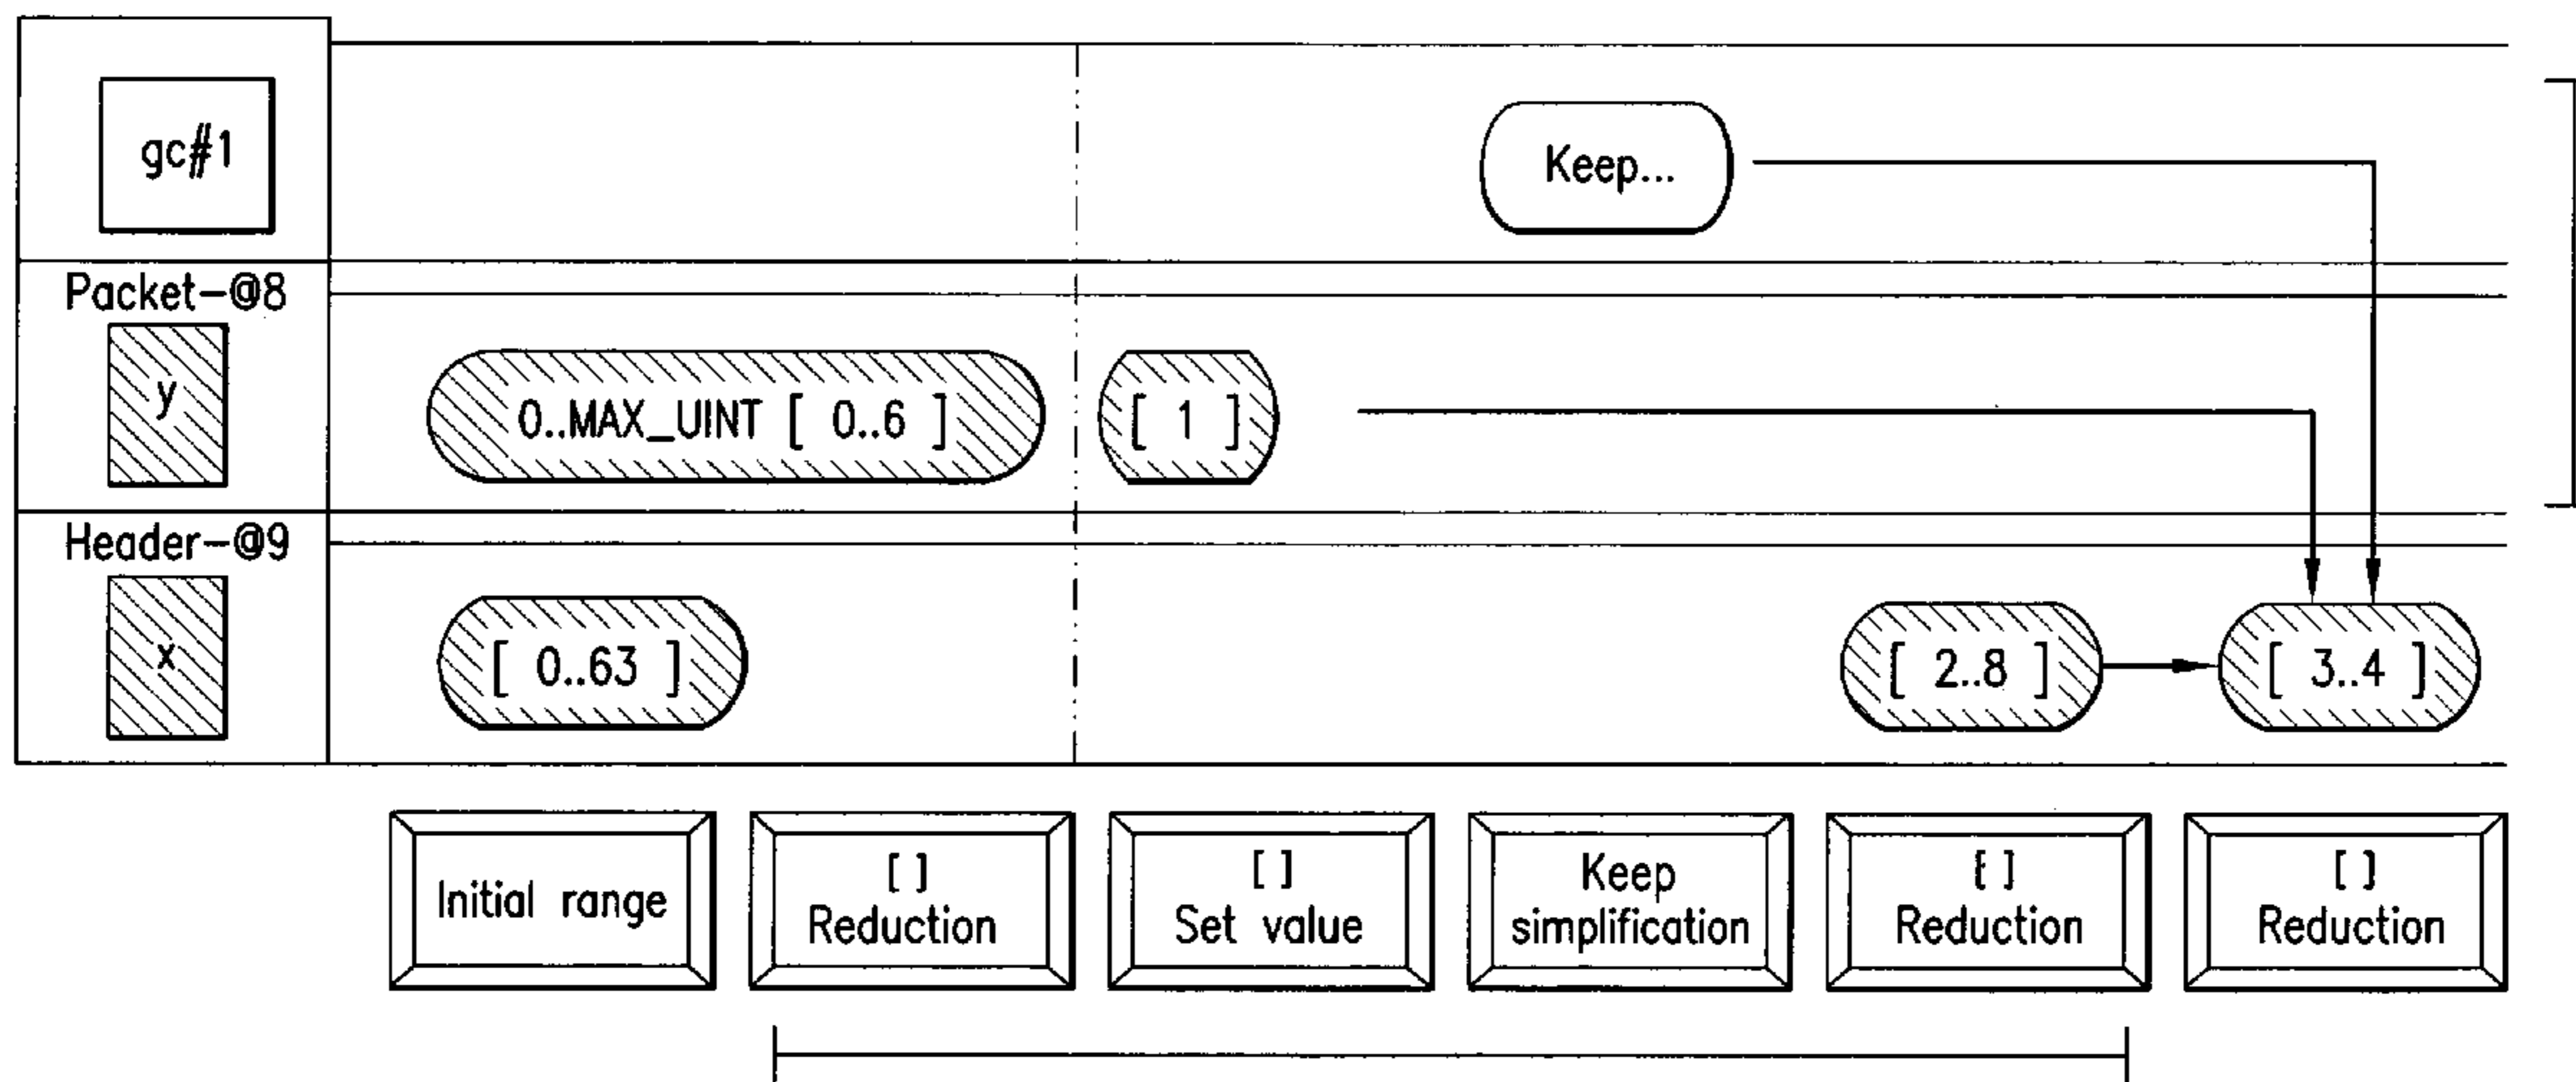 gc#1
Keep...
Packet-@8
y
0..MAX_UINT [ 0..6 ]
[ 1 ]
Header-@9
x
[ 0..63 ]
[ 2..8 ]
[ 3..4 ]
Initial range
[ ]
Reduction
[ ]
Set value
Keep
simplification
[ ]
Reduction
[ ]
Reduction